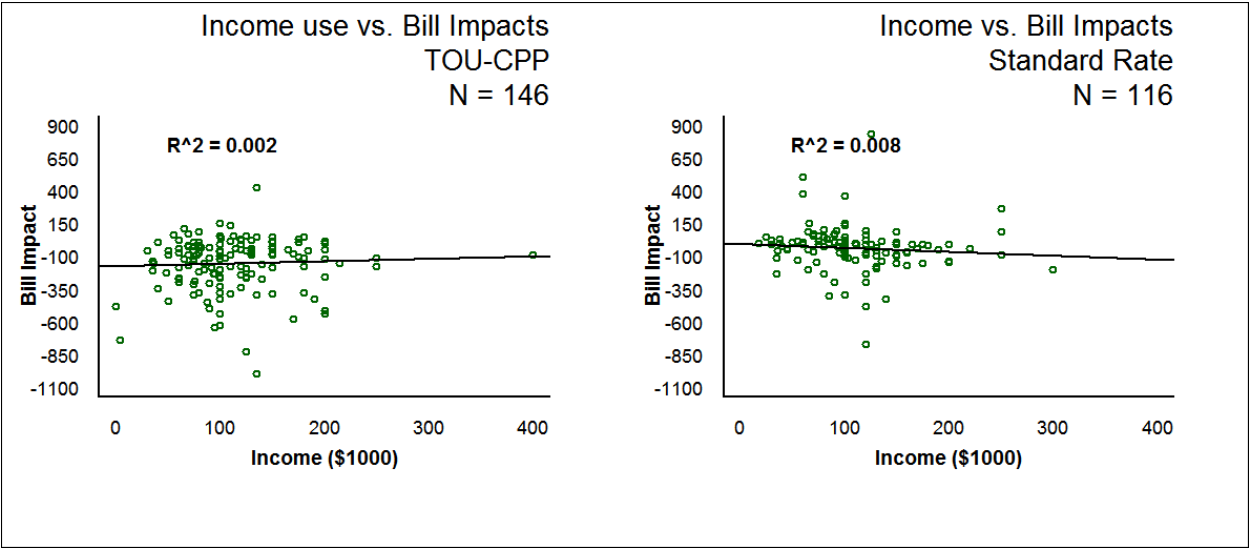 Income use vs. Bill Impacts
TOU-CPP
N = 146
R^2 = 0.002
900
650
400
150
-100
-350
-600
-850
-1100
Bill Impact
0 100 200 300 400
Income ($1000)
Income vs. Bill Impacts
Standard Rate
N = 116
R^2 = 0.008
900
650
400
150
-100
-350
-600
-850
-1100
Bill Impact
0 100 200 300 400
Income ($1000)